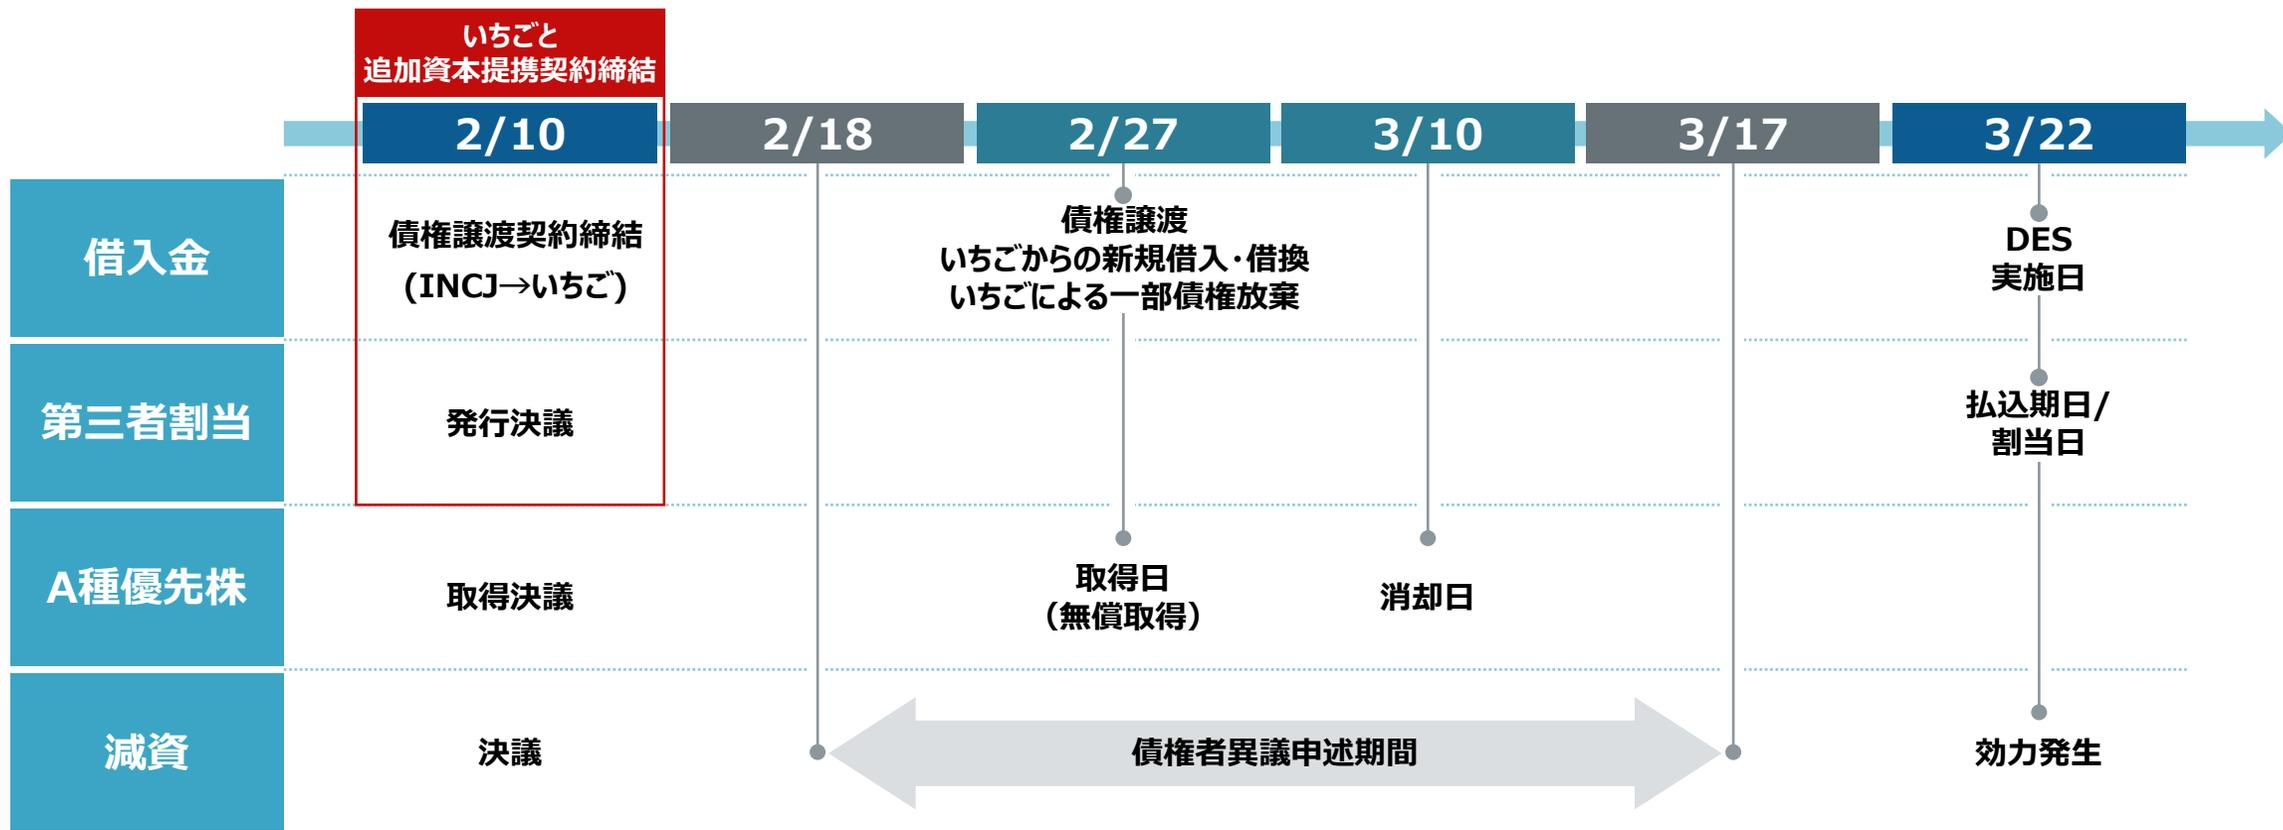 いちごと
追加資本提携契約締結
2/10
2/18
2/27
3/10
3/17
3/22
借入金
債権譲渡契約締結
(INCJ→いちご)
債権譲渡
いちごからの新規借入・借換
いちごによる一部債権放棄
DES
実施日
第三者割当
発行決議
払込期日/
割当日
A種優先株
取得決議
取得日
(無償取得)
消却日
減資
決議
債権者異議申述期間
効力発生